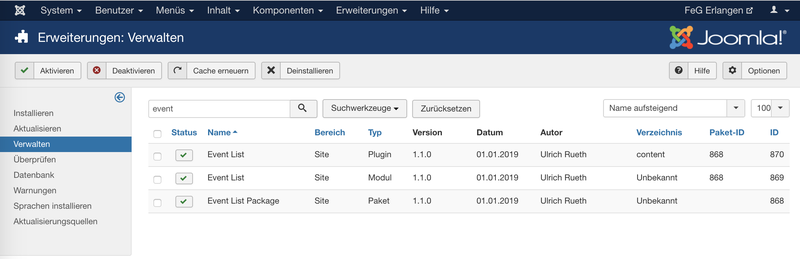 System Benutzer Menüs Inhalt Komponenten Erweiterungen Hilfe FeG Erlangen
Erweiterungen: Verwalten Joomla!
Aktivieren Deaktivieren Cache erneuern Deinstallieren Hilfe Optionen
Installieren
Aktualisieren
Verwalten
Überprüfen
Datenbank
Warnungen
Sprachen installieren
Aktualisierungsquellen
event Suchwerkzeuge Zurücksetzen Name aufsteigend 100
Status Name Bereich Typ Version Datum Autor Verzeichnis Paket-ID ID
Event List Site Plugin 1.1.0 01.01.2019 Ulrich Rueth content 868 870
Event List Site Modul 1.1.0 01.01.2019 Ulrich Rueth Unbekannt 868 869
Event List Package Site Paket 1.1.0 01.01.2019 Ulrich Rueth Unbekannt 868